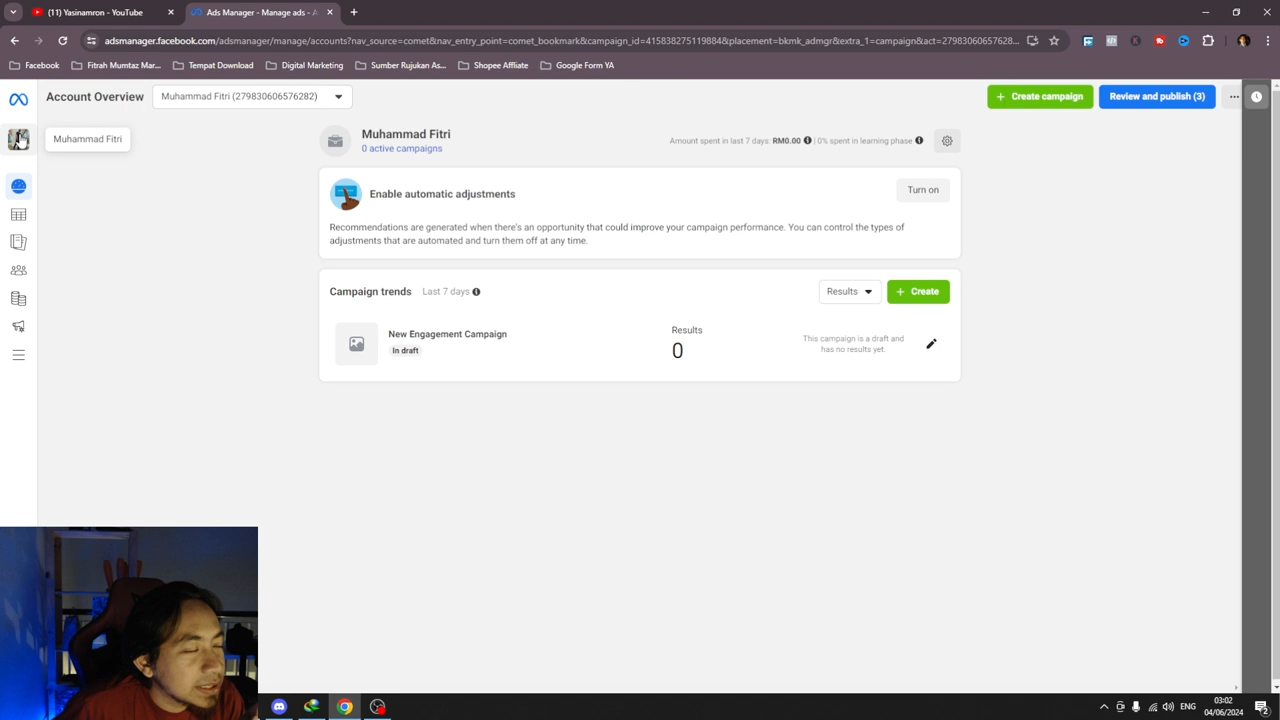 (11) Yasinamron - YouTube
Ads Manager - Manage ads - A
adsmanager.facebook.com/adsmanager/manage/accounts?nav_source=comet&nav_entry_point=comet_bookmark&campaign_id=415838275119884&placement=bkmk_admgr&extra_1=campaign&act=27983065657628...
Facebook
Fitrah Mumtaz Mar...
Tempat Download
Digital Marketing
Sumber Rujukan As...
Shopee Affliate
Google Form YA
Account Overview
Muhammad Fitri (279830606576282)
+ Create campaign
Review and publish (3)
Muhammad Fitri
Muhammad Fitri
0 active campaigns
Amount spent in last 7 days: RM0.00 | 0% spent in learning phase
Enable automatic adjustments
Turn on
Recommendations are generated when there's an opportunity that could improve your campaign performance. You can control the types of
adjustments that are automated and turn them off at any time.
Campaign trends
Last 7 days
Results
+ Create
New Engagement Campaign
In draft
Results
0
This campaign is a draft and
has no results yet.
ENG
03:02
04/06/2024